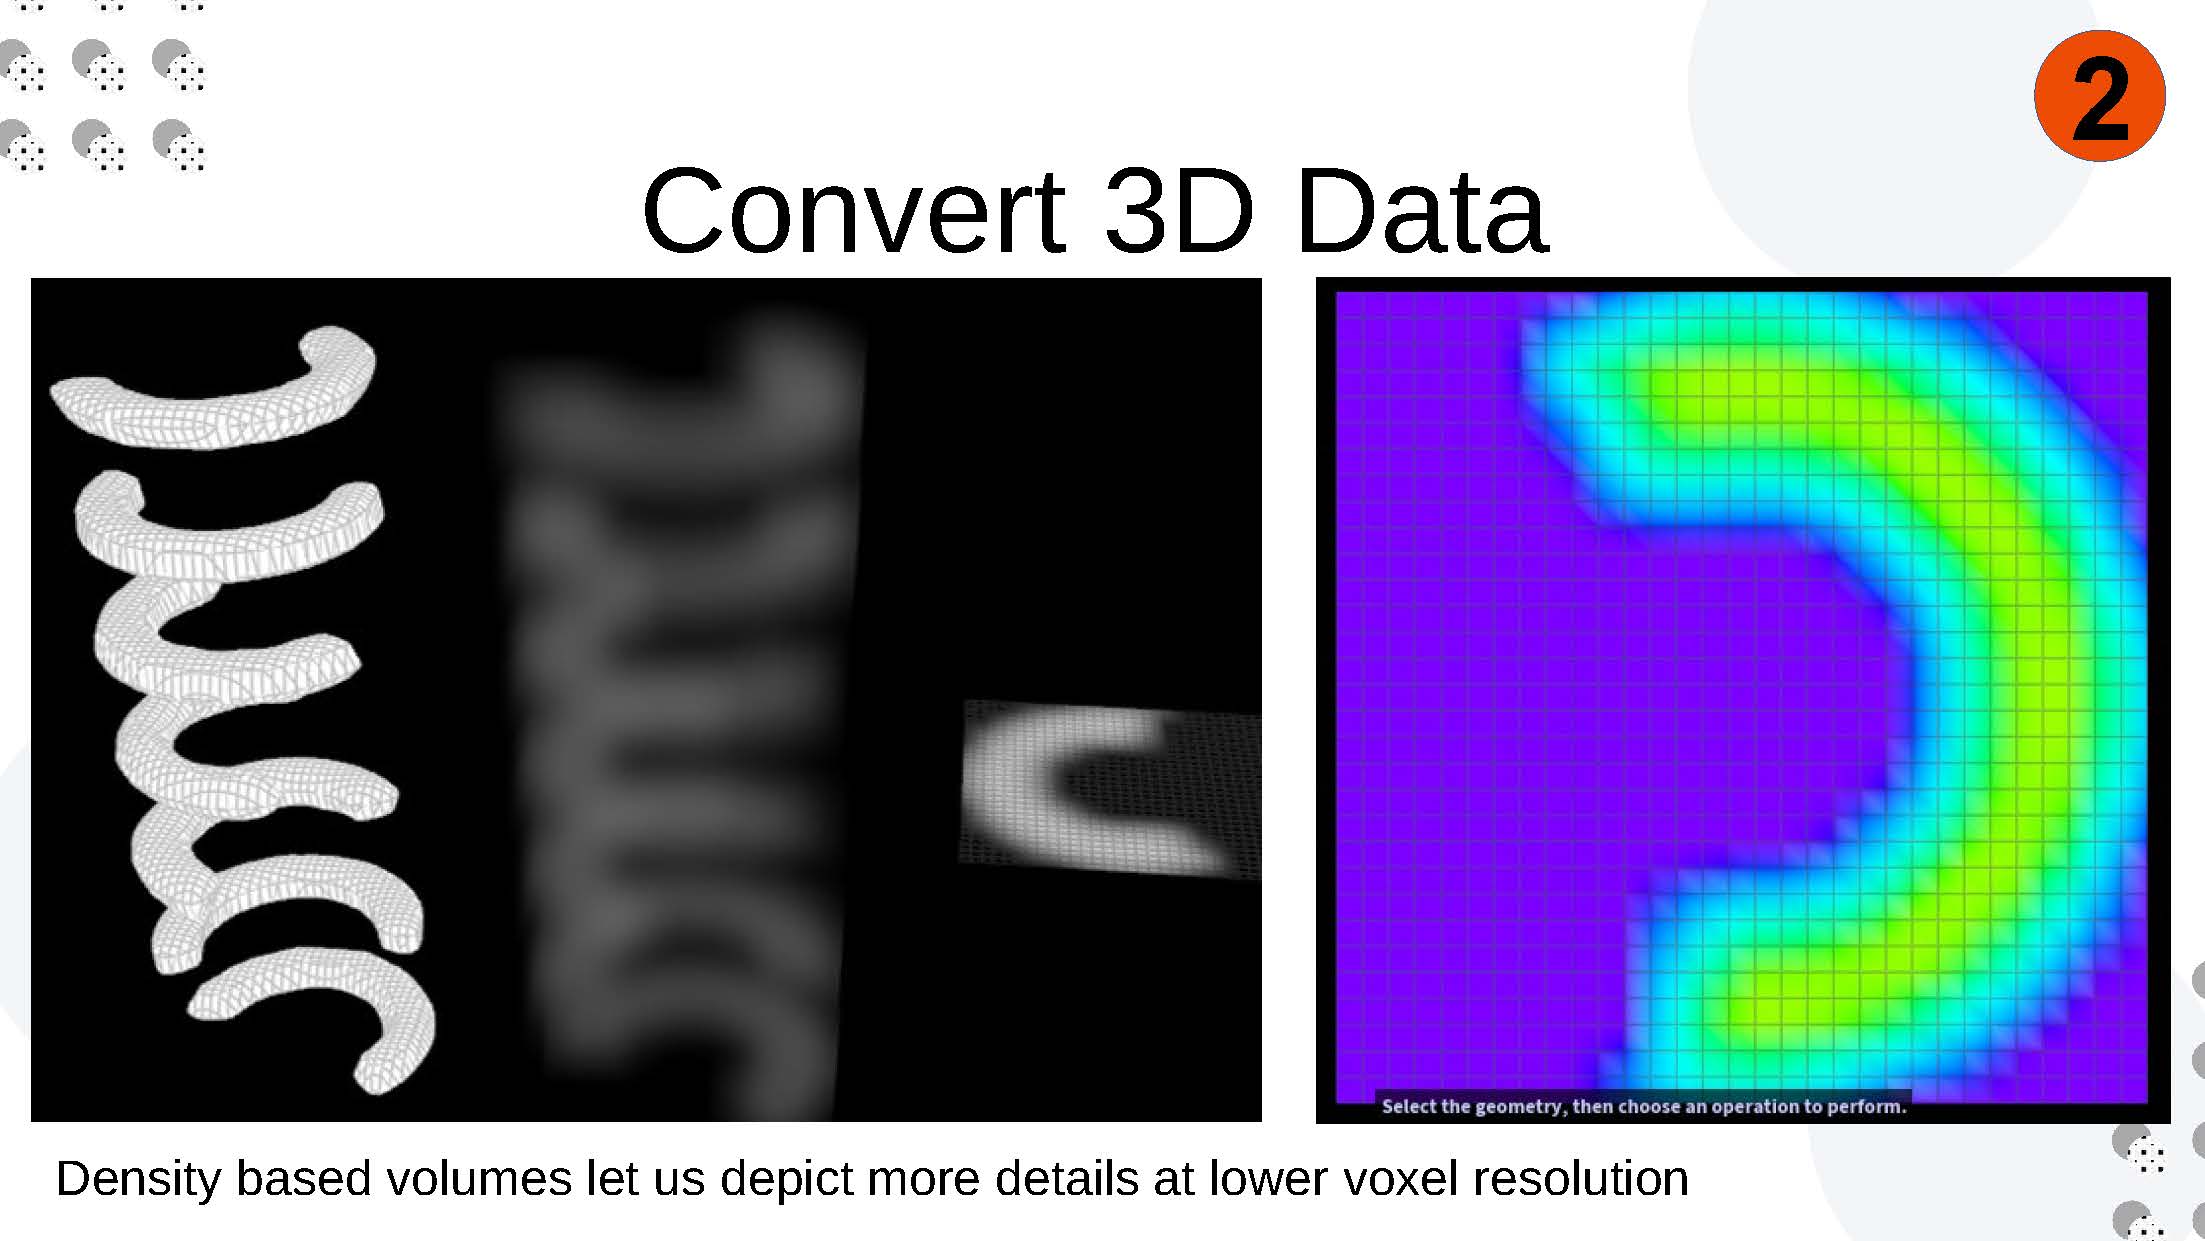 2
Convert 3D Data
Select the geometry, then choose an operation to perform.
Density based volumes let us depict more details at lower voxel resolution